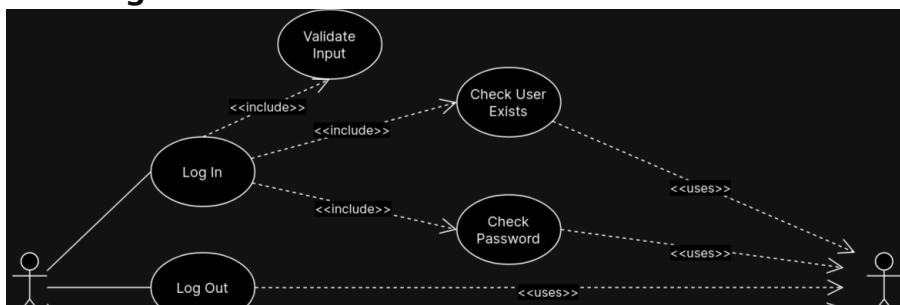 Validate
Input
<<include>>
Check User
Exists
<<include>>
Log In
<<uses>>
<<include>>
Check
Password
<<uses>>
Log Out
<<uses>>